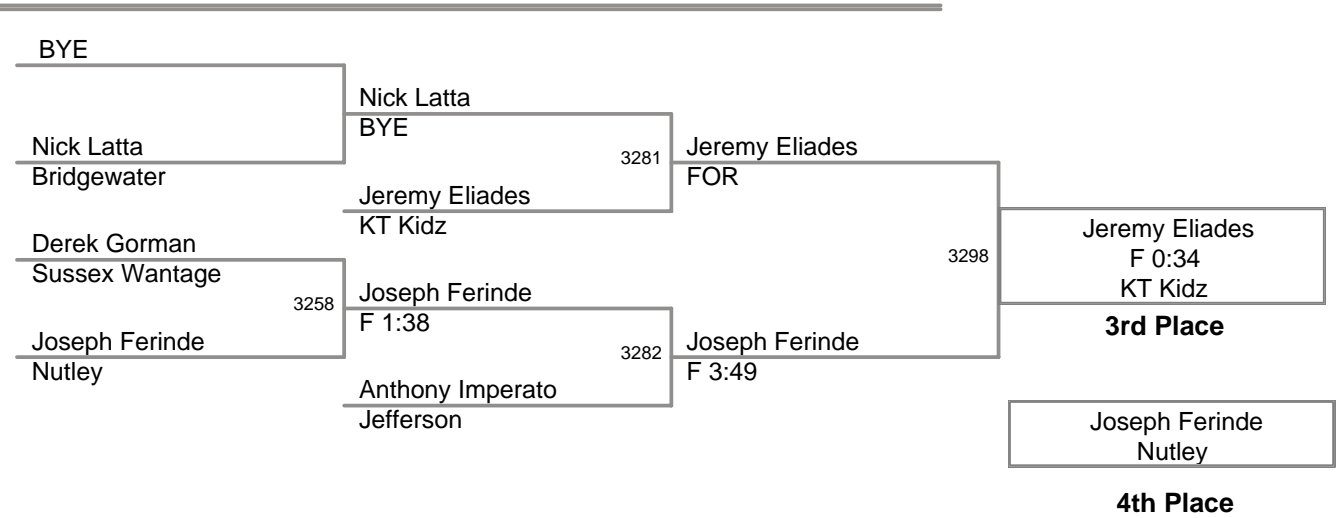 BYE
Nick Latta
Bridgewater
Derek Gorman
Sussex Wantage
3258
Joseph Ferinde
Nutley
Nick Latta
BYE
3281
Jeremy Eliades
KT Kidz
Joseph Ferinde
F 1:38
3282
Anthony Imperato
Jefferson
Jeremy Eliades
FOR
3298
Joseph Ferinde
F 3:49
Jeremy Eliades
F 0:34
KT Kidz
3rd Place
Joseph Ferinde
Nutley
4th Place